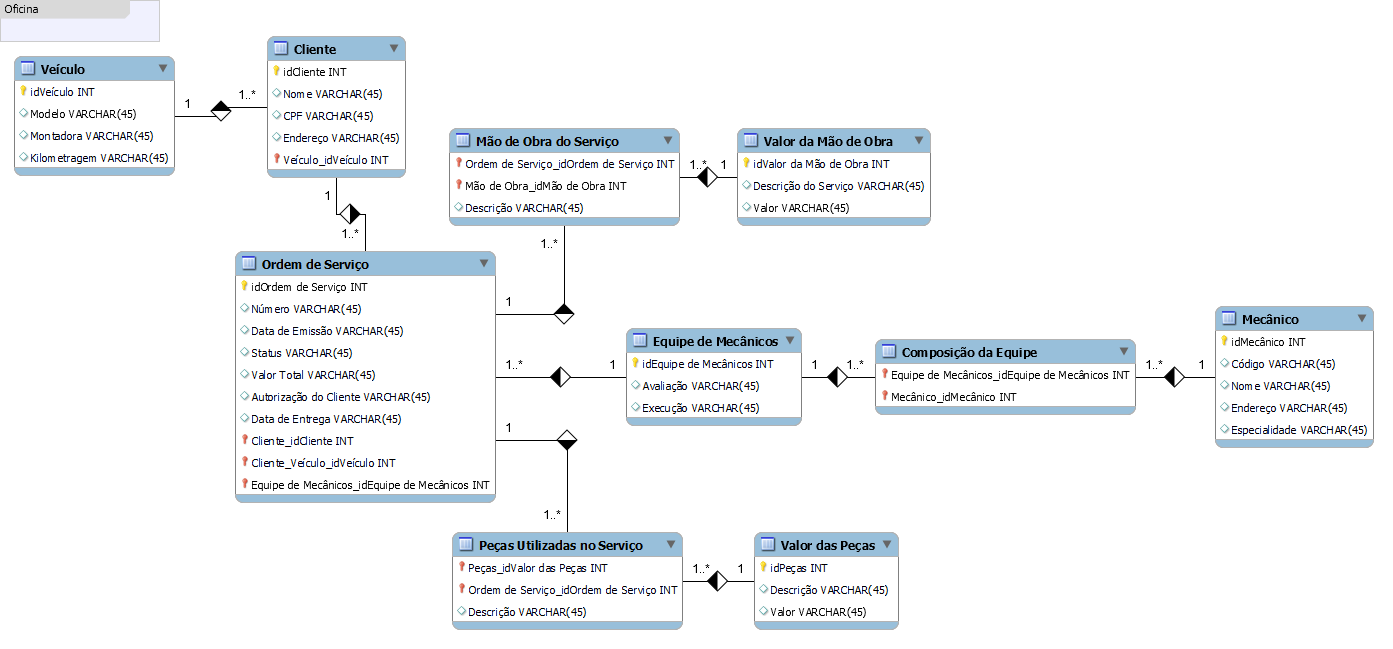 Oficina
Veículo
idVeículo INT
Modelo VARCHAR(45)
Montadora VARCHAR(45)
Kilometragem VARCHAR(45)
1
1..*
Cliente
idCliente INT
Nome VARCHAR(45)
CPF VARCHAR(45)
Endereço VARCHAR(45)
Veículo_idVeículo INT
1
1..*
Mão de Obra do Serviço
Ordem de Serviço_idOrdem de Serviço INT
Mão de Obra_idMão de Obra INT
Descrição VARCHAR(45)
1..*
1
Valor da Mão de Obra
idValor da Mão de Obra INT
Descrição do Serviço VARCHAR(45)
Valor VARCHAR(45)
1..*
1
Ordem de Serviço
idOrdem de Serviço INT
Número VARCHAR(45)
Data de Emissão VARCHAR(45)
Status VARCHAR(45)
Valor Total VARCHAR(45)
Autorização do Cliente VARCHAR(45)
Data de Entrega VARCHAR(45)
Cliente_idCliente INT
Cliente_Veículo_idVeículo INT
Equipe de Mecânicos_idEquipe de Mecânicos INT
1..*
1
Equipe de Mecânicos
idEquipe de Mecânicos INT
Avaliação VARCHAR(45)
Execução VARCHAR(45)
1
1..*
Composição da Equipe
Equipe de Mecânicos_idEquipe de Mecânicos INT
Mecânico_idMecânico INT
1..*
1
Mecânico
idMecânico INT
Código VARCHAR(45)
Nome VARCHAR(45)
Endereço VARCHAR(45)
Especialidade VARCHAR(45)
1
1..*
Peças Utilizadas no Serviço
Peças_idValor das Peças INT
Ordem de Serviço_idOrdem de Serviço INT
Descrição VARCHAR(45)
1..*
1
Valor das Peças
idPeças INT
Descrição VARCHAR(45)
Valor VARCHAR(45)